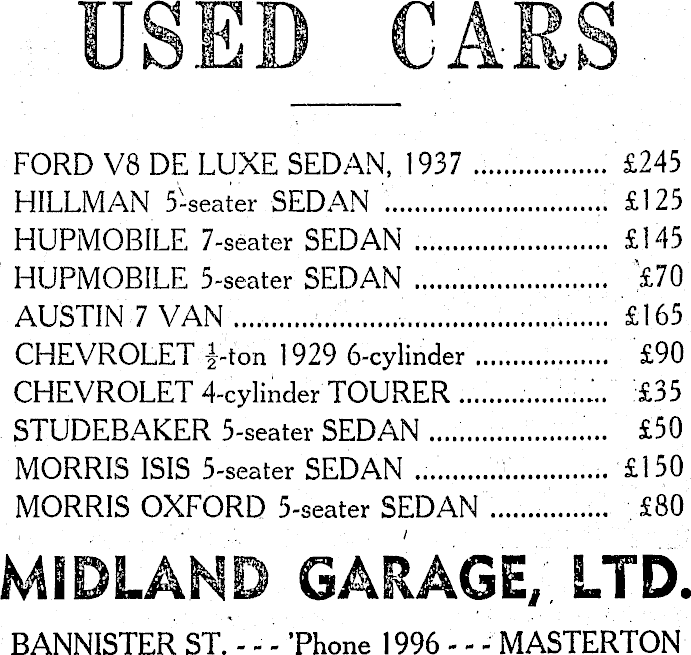 USED CARS
FORD V8 DE LUXE SEDAN, 1937 .................. £245
HILLMAN 5-seater SEDAN .............................. £125
HUPMOBILE 7-seater SEDAN .......................... £145
HUPMOBILE 5-seater SEDAN .......................... £70
AUSTIN 7 VAN .................................................. £165
CHEVROLET ½-ton 1929 6-cylinder .................. £90
CHEVROLET 4-cylinder TOURER .................... £35
STUDEBAKER 5-seater SEDAN ........................ £50
MORRIS ISIS 5-seater SEDAN .......................... £150
MORRIS OXFORD 5-seater SEDAN ................ £80
MIDLAND GARAGE, LTD.
BANNISTER ST. - - - 'Phone 1996 - - - MASTERTON